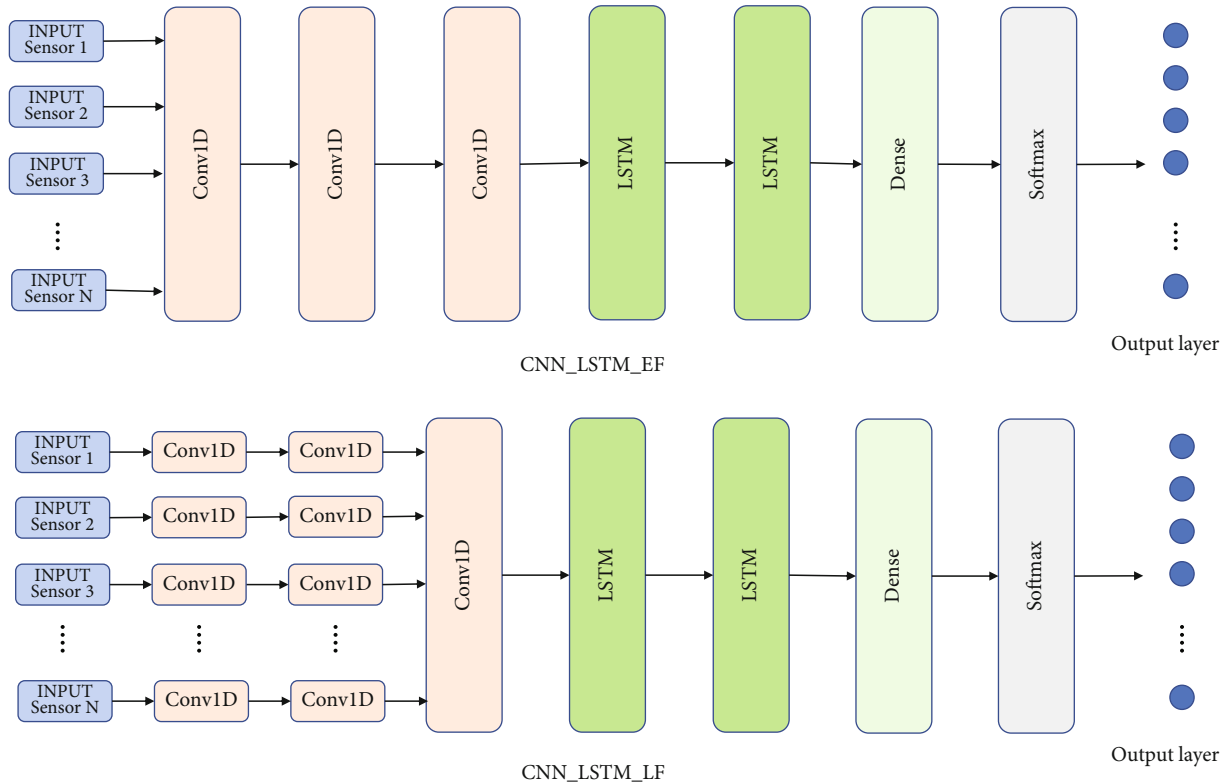 INPUT
Sensor 1
INPUT
Sensor 2
INPUT
Sensor 3
INPUT
Sensor N
Conv1D
Conv1D
Conv1D
LSTM
LSTM
Dense
Softmax
Output layer
CNN_LSTM_EF
INPUT
Sensor 1
Conv1D
Conv1D
INPUT
Sensor 2
Conv1D
Conv1D
INPUT
Sensor 3
Conv1D
Conv1D
INPUT
Sensor N
Conv1D
Conv1D
Conv1D
LSTM
LSTM
Dense
Softmax
Output layer
CNN_LSTM_LF